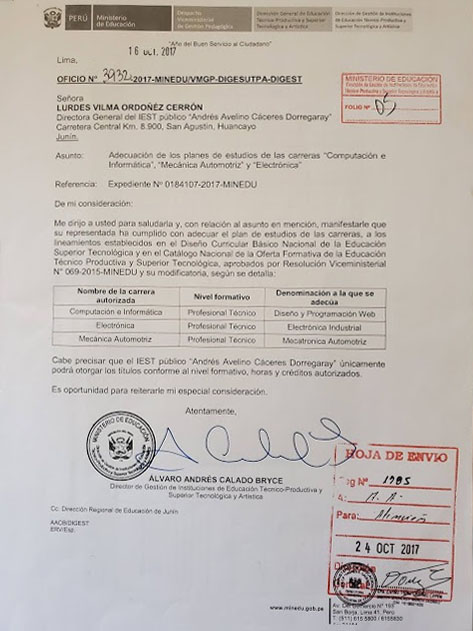 PERÚ
Ministerio de Educación
Despacho Viceministerial de Gestión Pedagógica
Dirección General de Educación Técnico Productiva y Superior Tecnológica y Artística
Dirección de Gestión de Instituciones de Educación Técnico Productiva y Superior Tecnológica y Artística
"Año del Buen Servicio al Ciudadano"
16 OCT. 2017
Lima,
OFICIO N° 3932 2017-MINEDU/VMGP-DIGESUTPA-DIGEST
MINISTERIO DE EDUCACIÓN
FOLIO N° 05
Señora
LURDES VILMA ORDOÑEZ CERRÓN
Directora General del IEST público "Andrés Avelino Cáceres Dorregaray"
Carretera Central Km. 8.900, San Agustin, Huancayo
Junín.
Asunto: Adecuación de los planes de estudios de las carreras "Computación e
Informática", "Mecánica Automotriz" y "Electrónica"
Referencia: Expediente N° 0184107-2017-MINEDU
De mi consideración:
Me dirijo a usted para saludarla y, con relación al asunto en mención, manifestarle que
su representada ha cumplido con adecuar el plan de estudios de las carreras, a lo
lineamientos establecidos en el Diseño Curricular Básico Nacional de la Educación
Superior Tecnológica y en el Catálogo Nacional de la Oferta Formativa de la Educación
Técnico Productiva y Superior Tecnológica, aprobados por Resolución Viceministerial
N° 069-2015-MINEDU y su modificatoria, según se detalla:
Nombre de la carrera autorizada Nivel formativo Denominación a la que se adecúa
Computación e Informática Profesional Técnico Diseño y Programación Web
Electrónica Profesional Técnico Electrónica Industrial
Mecánica Automotriz Profesional Técnico Mecatronica Automotriz
Cabe precisar que el IEST público "Andrés Avelino Cáceres Dorregaray" únicamente
podrá otorgar los títulos conforme al nivel formativo, horas y créditos autorizados.
Es oportunidad para reiterarle mi especial consideración.
Atentamente,
MINISTERIO DE EDUCACIÓN
ALVARO ANDRÉS CALADO BRYCE
Director de Gestión de Instituciones de Educación Técnico-Productiva y
Superior Tecnológica y Artística
Cc. Dirección Regional de Educación de Junín
AACB/DIGEST
ERV/Esp.
HOJA DE ENVIO
Reg N° 1985
A:
Para: Atención
24 OCT 2017
www.minedu.gob.pe
Av. Del Comercio N° 193
San Borja, Lima 41, Perú
T: (511) 615 5800 / 6155830